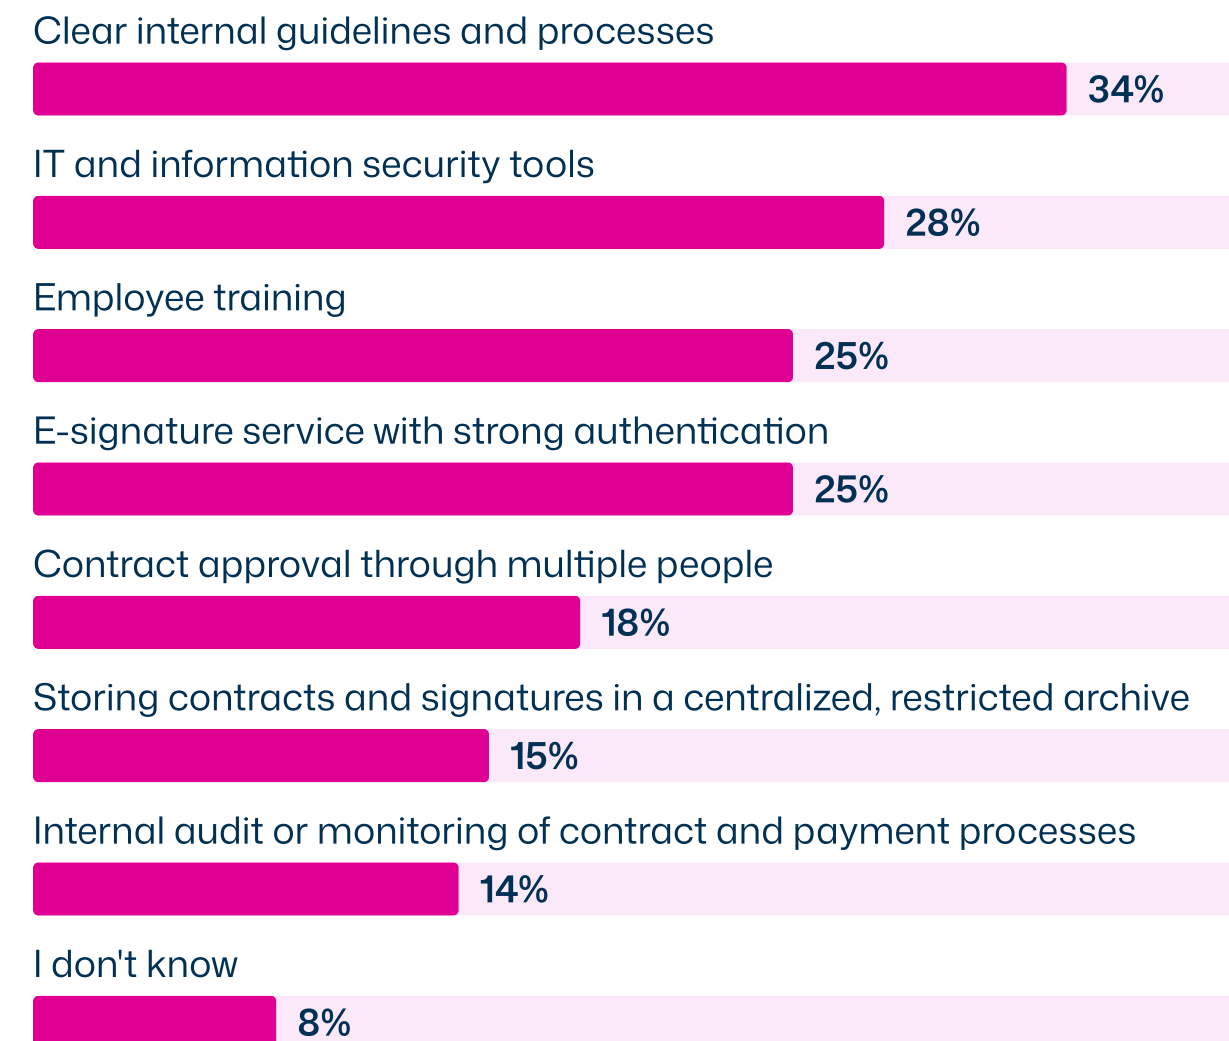 Clear internal guidelines and processes
34%
IT and information security tools
28%
Employee training
25%
E-signature service with strong authentication
25%
Contract approval through multiple people
18%
Storing contracts and signatures in a centralized, restricted archive
15%
Internal audit or monitoring of contract and payment processes
14%
I don't know
8%